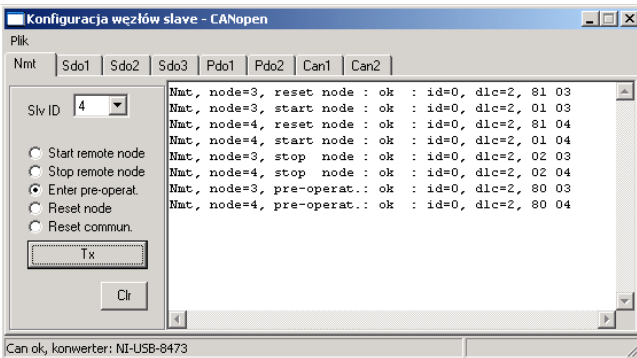 Konfiguracja węzłów slave - CANopen
Plik
Nmt Sdo1 Sdo2 Sdo3 Pdo1 Pdo2 Can1 Can2
Slv ID 4
Start remote node
Stop remote node
Enter pre-operat.
Reset node
Reset commun.
Tx
Clr
Nmt, node=3, reset node : ok : id=0, dlc=2, 81 03
Nmt, node=3, start node : ok : id=0, dlc=2, 01 03
Nmt, node=4, reset node : ok : id=0, dlc=2, 81 04
Nmt, node=4, start node : ok : id=0, dlc=2, 01 04
Nmt, node=3, stop  node : ok : id=0, dlc=2, 02 03
Nmt, node=4, stop  node : ok : id=0, dlc=2, 02 04
Nmt, node=3, pre-operat.: ok : id=0, dlc=2, 80 03
Nmt, node=4, pre-operat.: ok : id=0, dlc=2, 80 04
Can ok, konwerter: NI-USB-8473